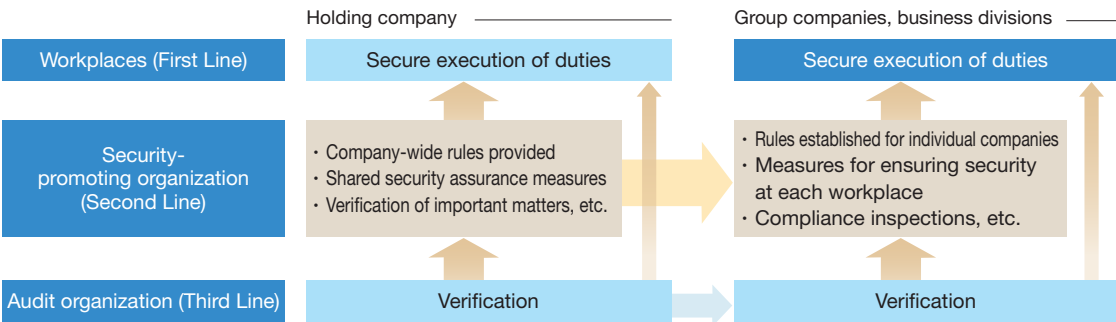 Holding company
Group companies, business divisions
Workplaces (First Line)
Secure execution of duties
Secure execution of duties
Security-
promoting organization
(Second Line)
・Company-wide rules provided
・Shared security assurance measures
・Verification of important matters, etc.
・Rules established for individual companies
・Measures for ensuring security
at each workplace
・Compliance inspections, etc.
Audit organization (Third Line)
Verification
Verification